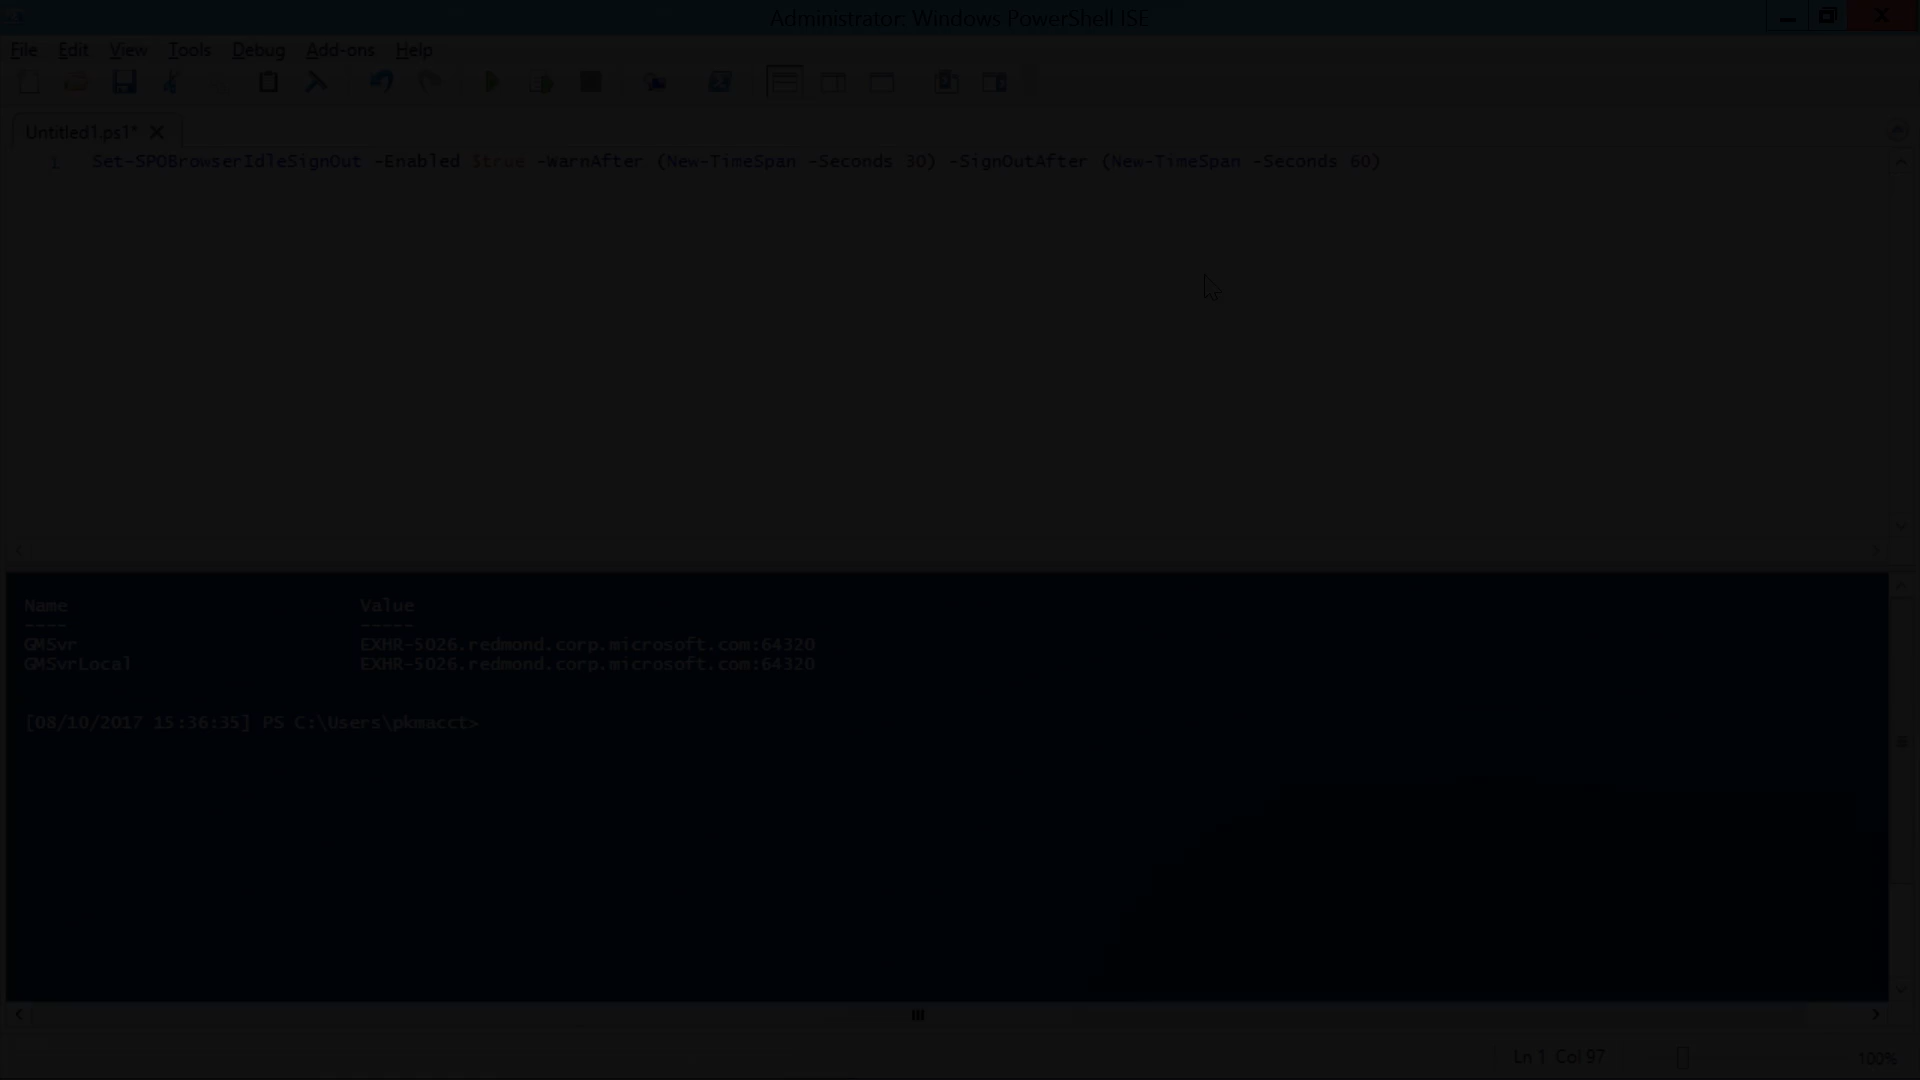 Administrator: Windows PowerShell ISE
File Edit View Tools Debug Add-ons Help
Untitled1.ps1* X
1 Set-SPOBrowserIdleSignOut -Enabled $true -WarnAfter (New-TimeSpan -Seconds 30) -SignOutAfter (New-TimeSpan -Seconds 60)
Name Value
---- -----
GMSvr EXHR-5026.redmond.corp.microsoft.com:64320
GMSvrLocal EXHR-5026.redmond.corp.microsoft.com:64320
[08/10/2017 15:36:35] PS C:\Users\pkmacct>
Ln 1 Col 97 100%